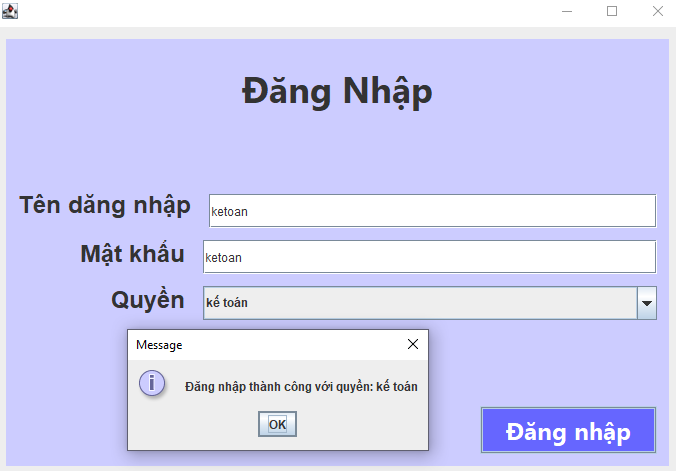 Đăng Nhập
Tên dăng nhập
ketoan
Mật khẩu
ketoan
Quyền
kế toán
Message
Đăng nhập thành công với quyền: kế toán
OK
Đăng nhập